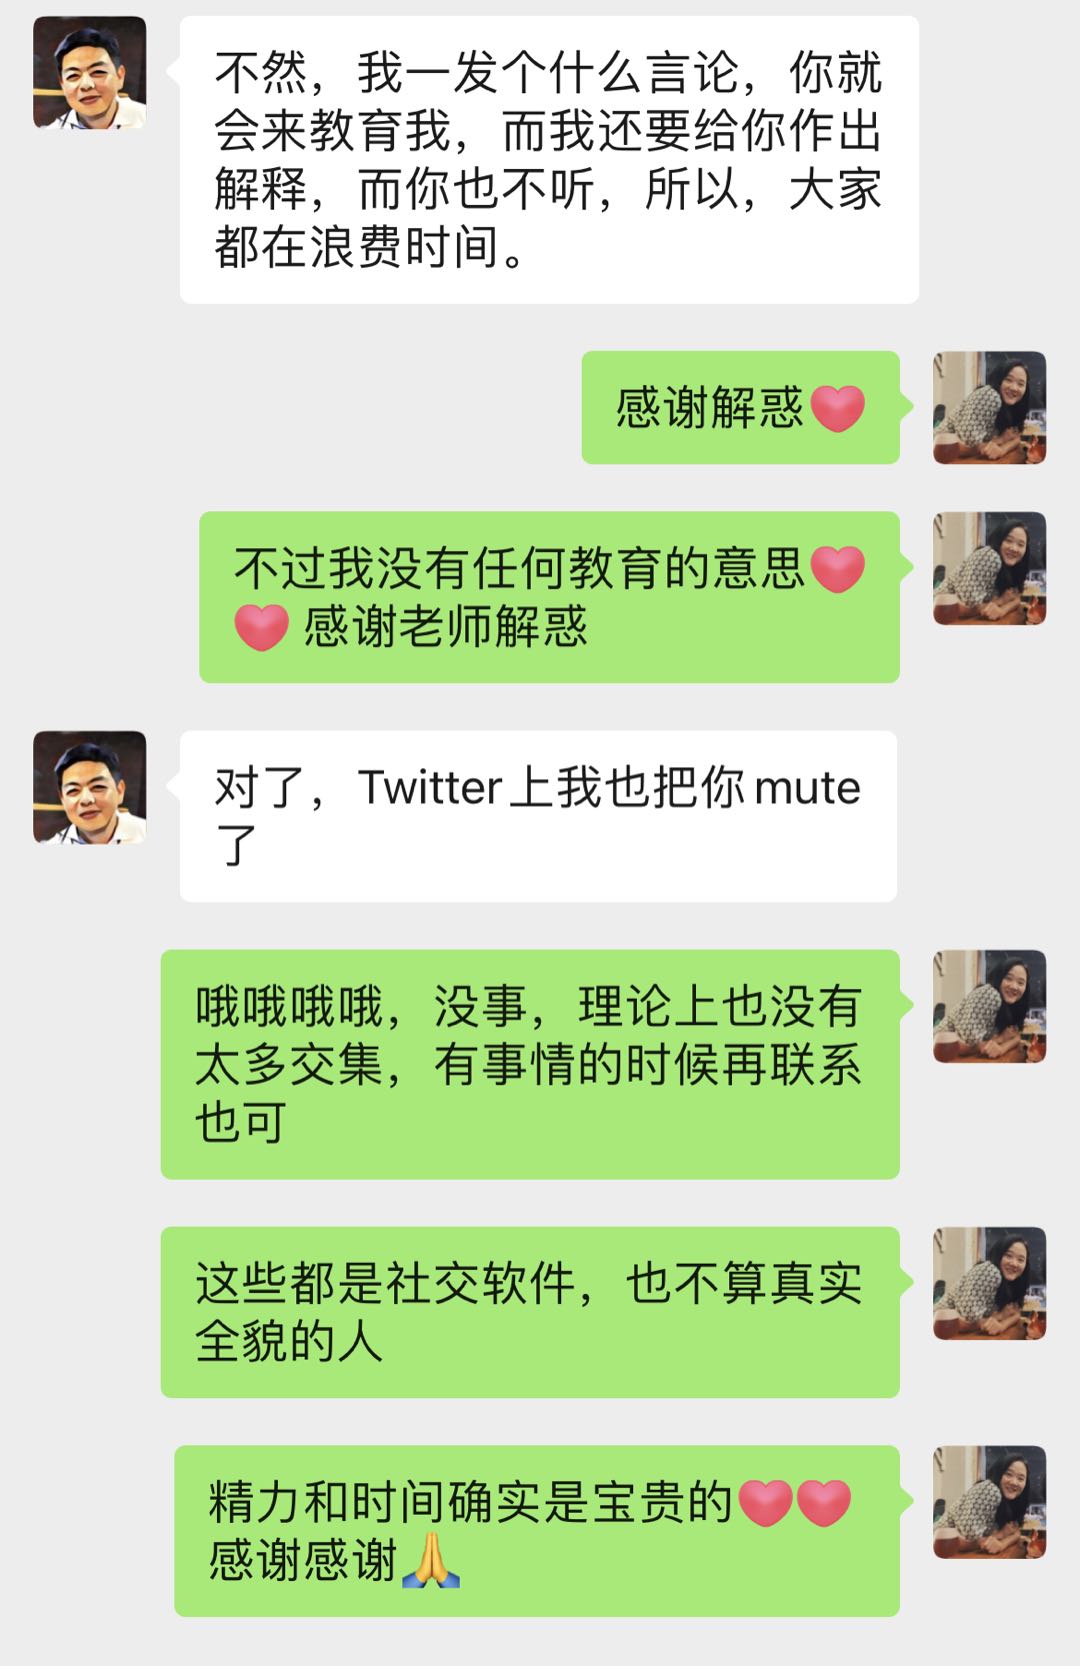 不然，我一发个什么言论，你就
会来教育我，而我还要给你作出
解释，而你也不听，所以，大家
都在浪费时间。
感谢解惑❤️
不过我没有任何教育的意思❤️
❤️ 感谢老师解惑
对了，Twitter上我也把你mute
了
哦哦哦哦，没事，理论上也没有
太多交集，有事情的时候再联系
也可
这些都是社交软件，也不算真实
全貌的人
精力和时间确实是宝贵的❤️❤️
感谢感谢🙏